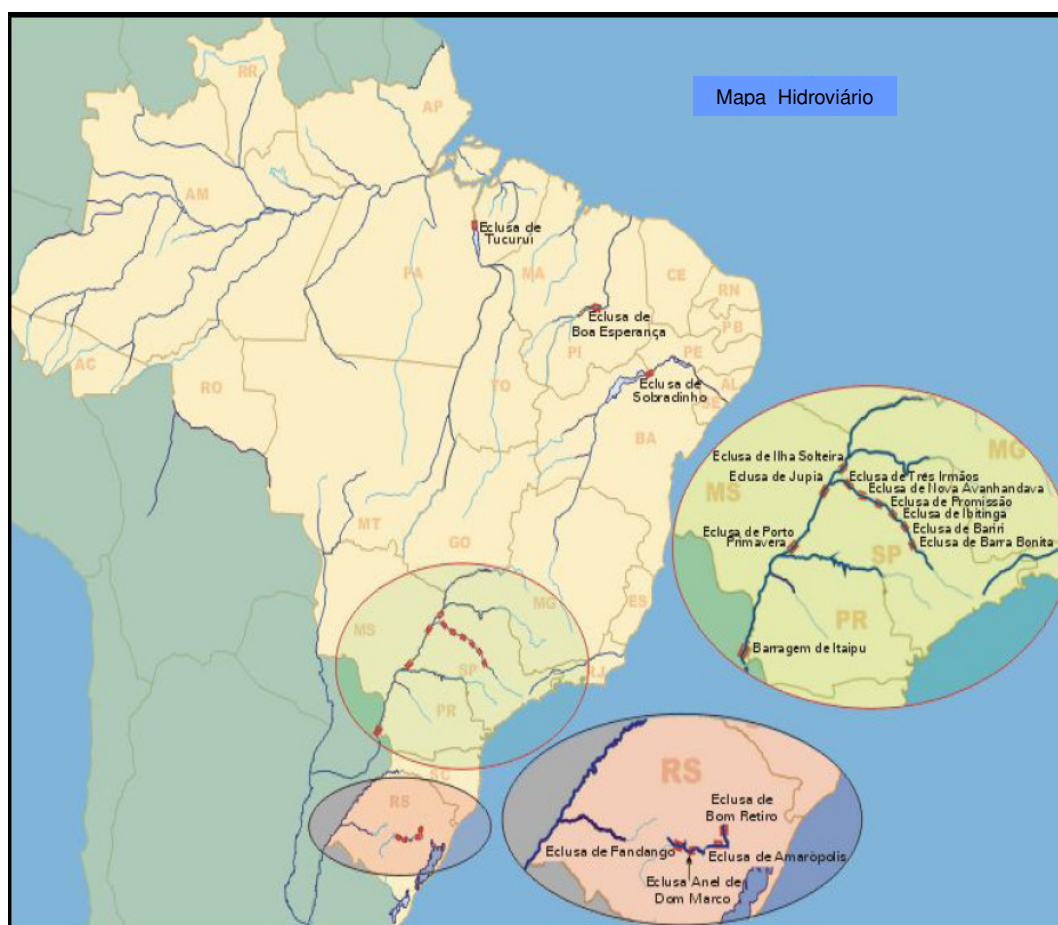 Mapa Hidroviário
RR
AP
AM
Eclusa de
Tucuruí
PA
MA
CE
RN
PB
Eclusa de
Boa Esperança
PI
PE
AC
RO
TO
AL
SE
Eclusa de
Sobradinho
BA
MT
GO
MG
ES
MS
SP
RJ
PR
SC
RS
MG
Eclusa de Ilha Solteira
Eclusa de Jupiá
Eclusa de Três Irmãos
MS
Eclusa de Nova Avanhandava
Eclusa de Promissão
Eclusa de Ibitinga
Eclusa de Porto
Primavera
Eclusa de Bariri
Eclusa de Barra Bonita
SP
PR
Barragem de Itaipu
RS
Eclusa de
Bom Retiro
Eclusa de Fandango
Eclusa de Amarópolis
Eclusa Anel de
Dom Marco